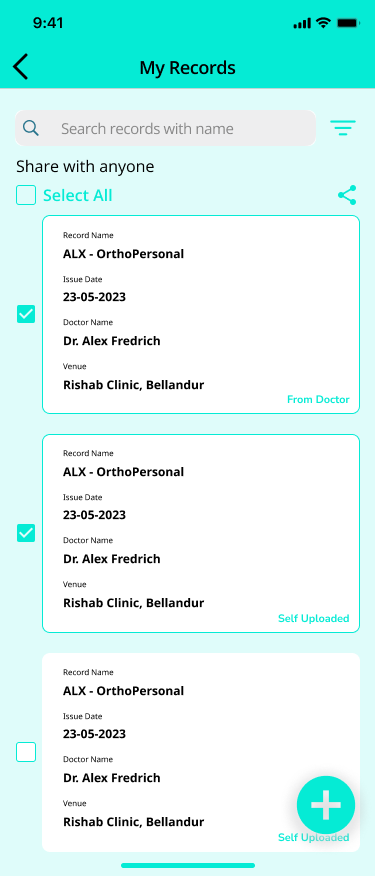 9:41
My Records
Search records with name
Share with anyone
Select All
Record Name
ALX - OrthoPersonal
Issue Date
23-05-2023
Doctor Name
Dr. Alex Fredrich
Venue
Rishab Clinic, Bellandur
From Doctor
Record Name
ALX - OrthoPersonal
Issue Date
23-05-2023
Doctor Name
Dr. Alex Fredrich
Venue
Rishab Clinic, Bellandur
Self Uploaded
Record Name
ALX - OrthoPersonal
Issue Date
23-05-2023
Doctor Name
Dr. Alex Fredrich
Venue
Rishab Clinic, Bellandur
Self Uploaded